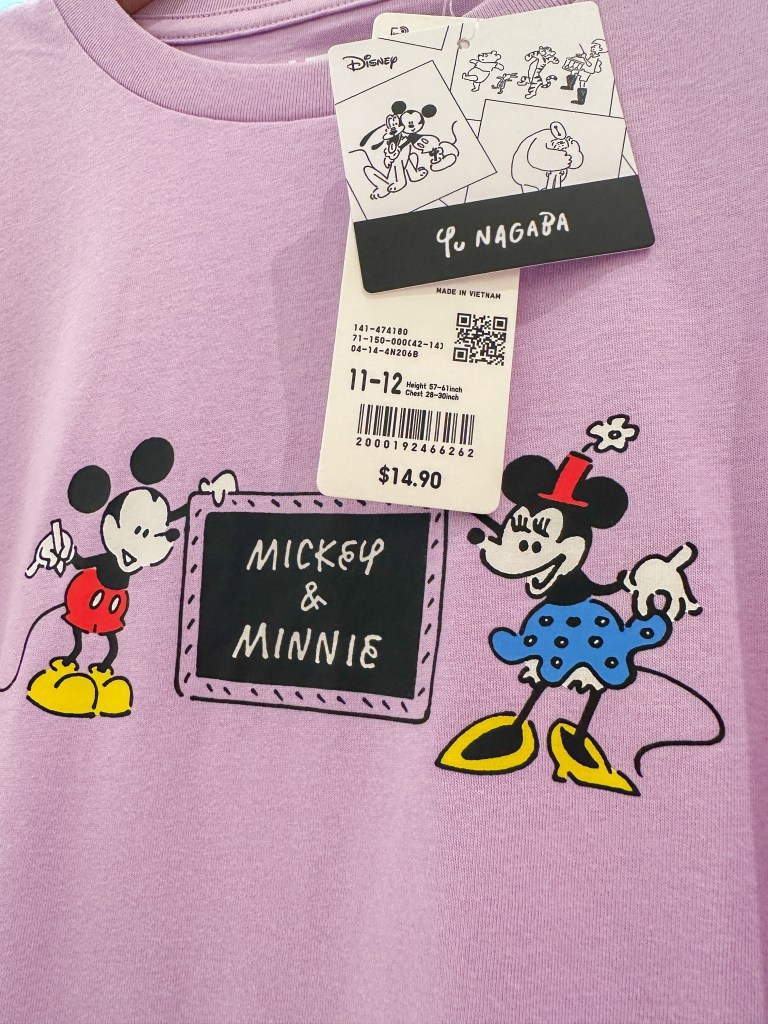 Disney
Yu NAGABA
MADE IN VIETNAM
141-474180
71-150-000(42-14)
04-14-4N206B
11-12 Height 57-61inch
Chest 28-30inch
2000192466262
$14.90
MICKEY
&
MINNIE